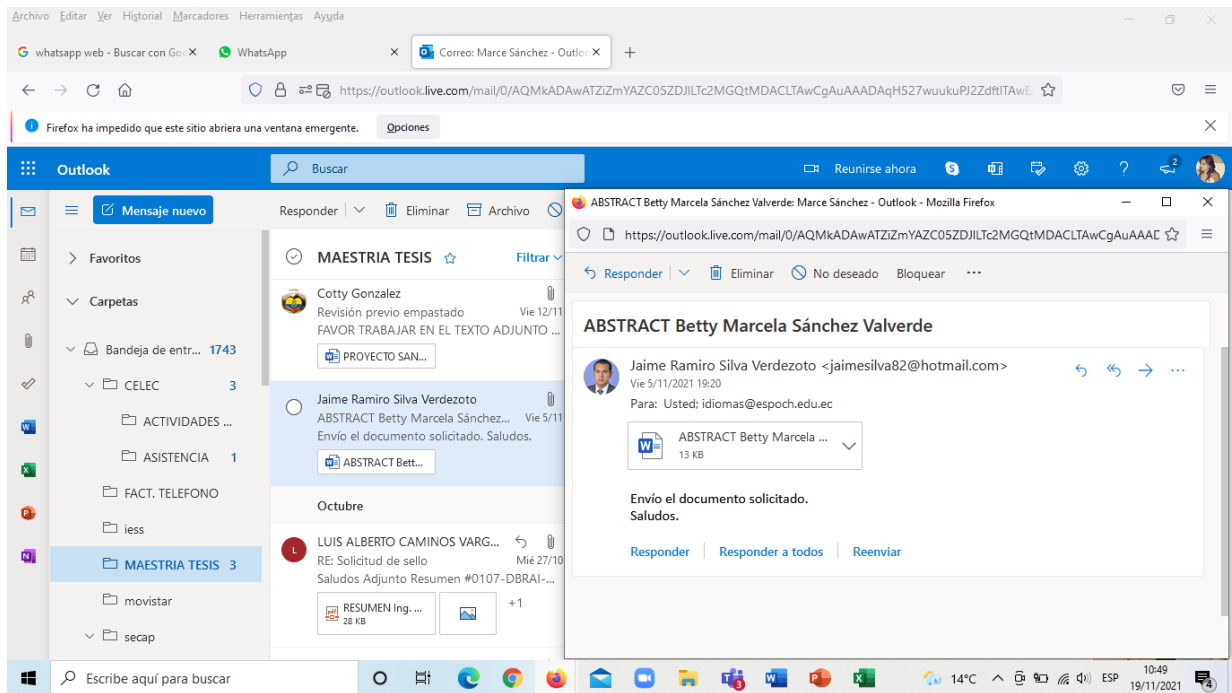 Archivo Editar Ver Historial Marcadores Herramientas Ayuda
whatsapp web - Buscar con Goo
WhatsApp
Correo: Marce Sánchez - Outloo
https://outlook.live.com/mail/0/
Firefox ha impedido que este sitio abriera una ventana emergente. Opciones
Outlook
Buscar
Reunirse ahora
2
Mensaje nuevo
Responder Eliminar Archivo
Favoritos
Carpetas
Bandeja de entr... 1743
CELEC 3
ACTIVIDADES ...
ASISTENCIA 1
FACT. TELEFONO
iess
MAESTRIA TESIS 3
movistar
secap
MAESTRIA TESIS Filtrar
Cotty Gonzalez
Revisión previo empastado Vie 12/11
FAVOR TRABAJAR EN EL TEXTO ADJUNTO ...
PROYECTO SAN...
Jaime Ramiro Silva Verdezoto
ABSTRACT Betty Marcela Sánchez... Vie 5/11
Envío el documento solicitado. Saludos.
ABSTRACT Bett...
Octubre
L
LUIS ALBERTO CAMINOS VARG...
RE: Solicitud de sello Mié 27/10
Saludos Adjunto Resumen #0107-DBRAI-...
RESUMEN Ing. ...
28 KB
+1
ABSTRACT Betty Marcela Sánchez Valverde: Marce Sánchez - Outlook - Mozilla Firefox
https://outlook.live.com/mail/0/
Responder Eliminar No deseado Bloquear ...
ABSTRACT Betty Marcela Sánchez Valverde
Jaime Ramiro Silva Verdezoto <jaimesilva82@hotmail.com>
Vie 5/11/2021 19:20
Para: Usted; idiomas@espoch.edu.ec
ABSTRACT Betty Marcela ...
13 KB
Envío el documento solicitado.
Saludos.
Responder Responder a todos Reenviar
Escribe aquí para buscar
14°C
ESP
10:49
19/11/2021
4